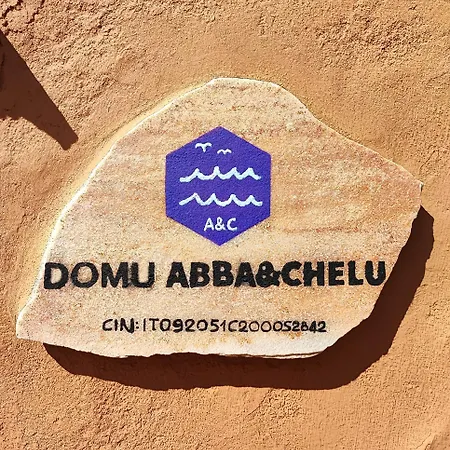 A&C
DOMU ABBA&CHELU
CIN: IT092051C200052842